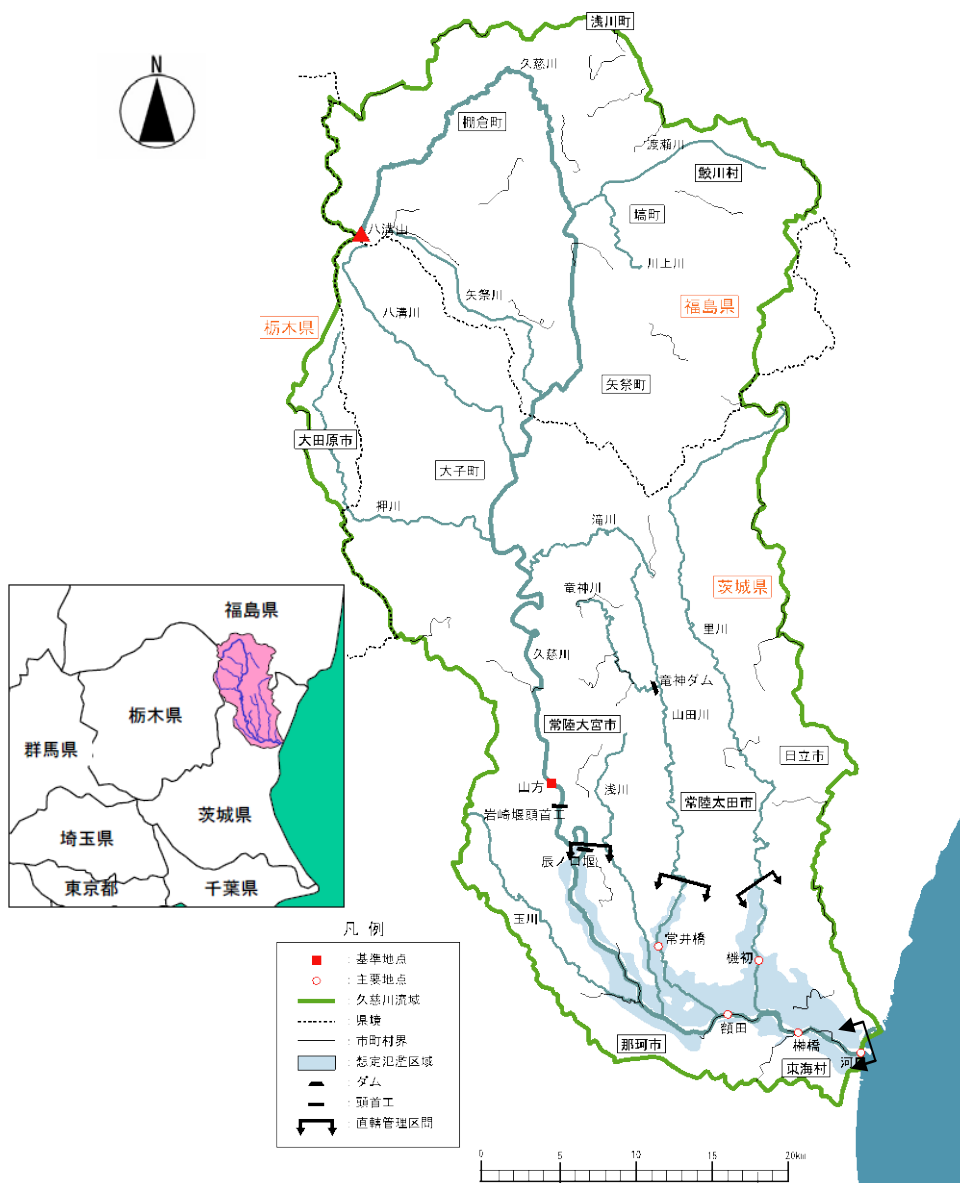 浅川町
N
久慈川
棚倉町
渡瀬川
鮫川村
塙町
八溝山
川上川
矢祭川
八溝川
福島県
栃木県
矢祭町
大田原市
大子町
押川
滝川
竜神川
茨城県
里川
久慈川
竜神ダム
山田川
常陸大宮市
日立市
山方
浅川
常陸太田市
岩崎堰頭首工
辰ノ口堰
玉川
常井橋
機初
額田
榊橋
那珂市
東海村
福島県
栃木県
群馬県
茨城県
埼玉県
東京都
千葉県
凡 例
:基準地点
:主要地点
:久慈川流域
:県境
:市町村界
:想定氾濫区域
:ダム
:頭首工
:直轄管理区間
0 5 10 15 20km